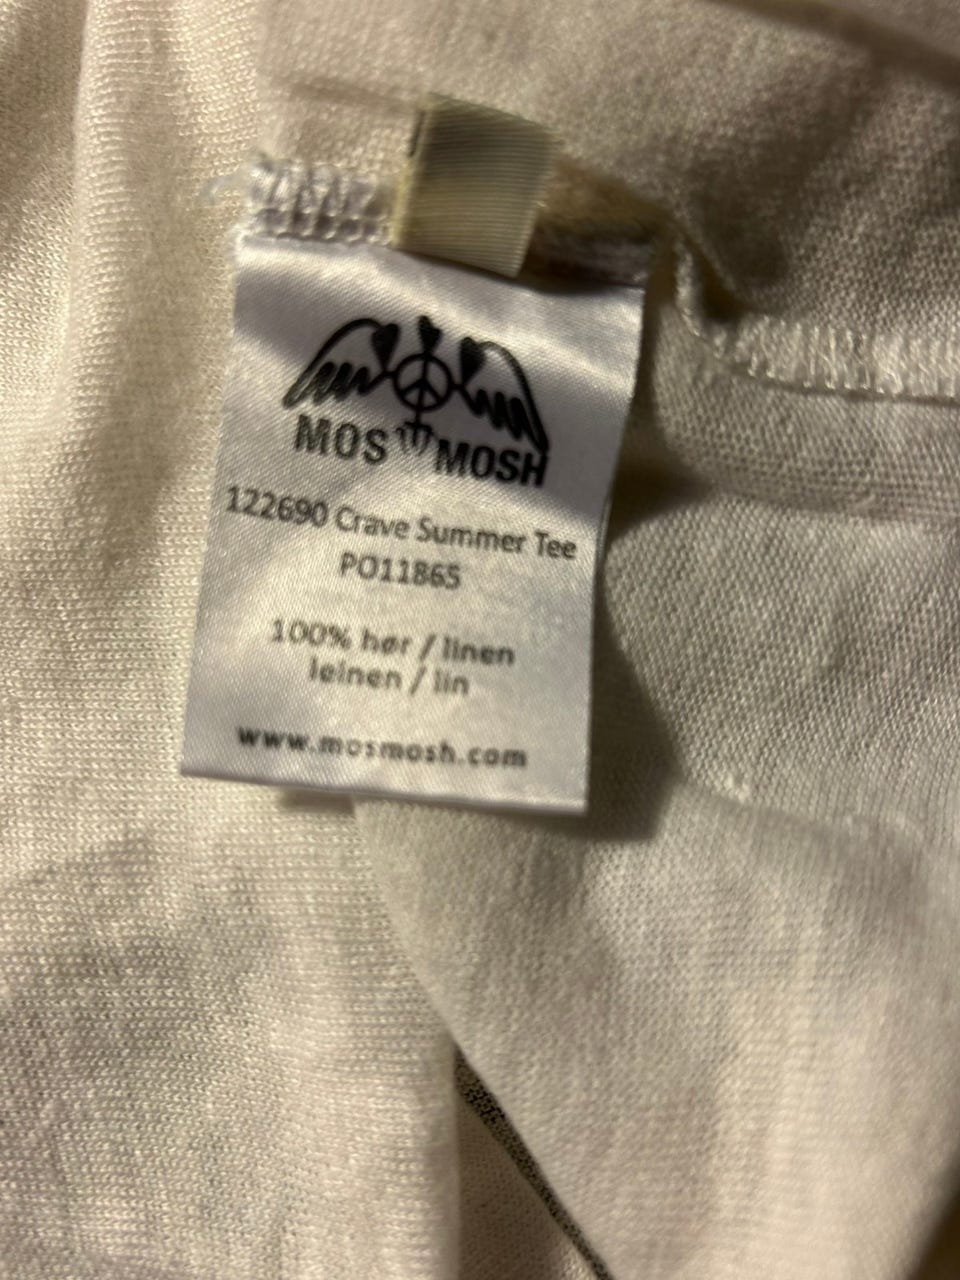 MOS MOSH
122690 Crave Summer Tee
PO11865
100% hør / linen
leinen / lin
www.mosmosh.com